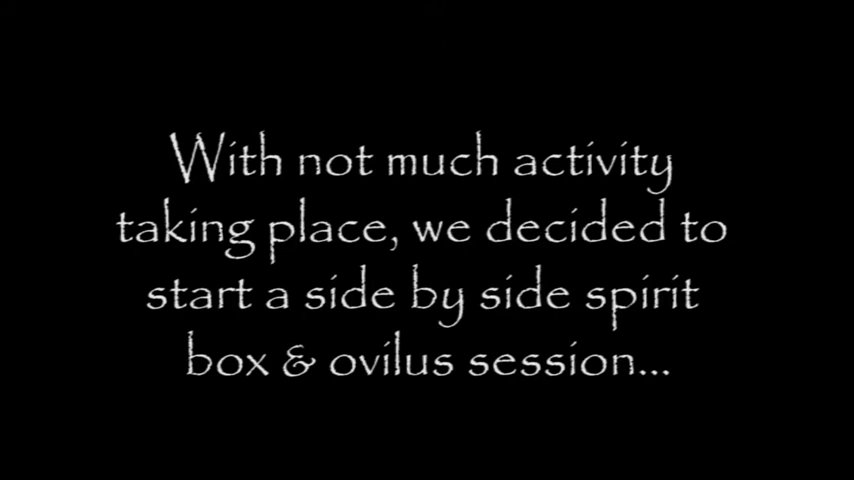 With not much activity
taking place, we decided to
start a side by side spirit
box & ovilus session...